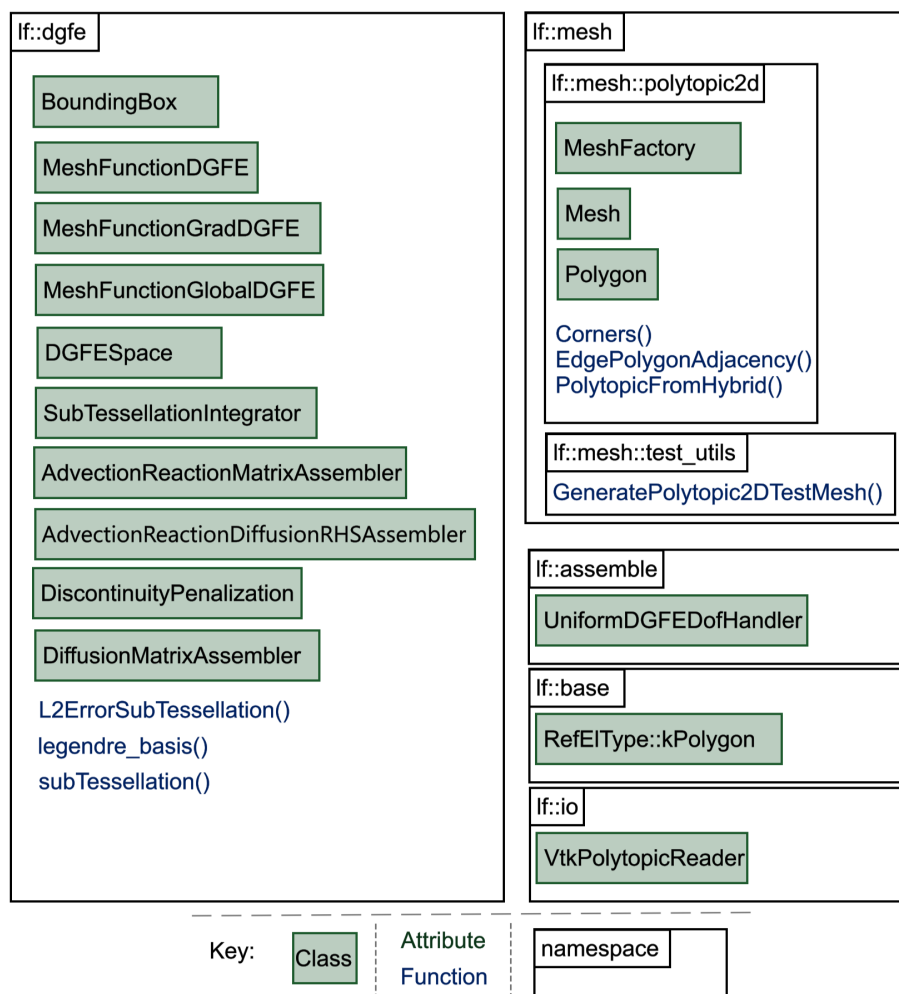 lf::dgfe
BoundingBox
MeshFunctionDGFE
MeshFunctionGradDGFE
MeshFunctionGlobalDGFE
DGFESpace
SubTessellationIntegrator
AdvectionReactionMatrixAssembler
AdvectionReactionDiffusionRHSAssembler
DiscontinuityPenalization
DiffusionMatrixAssembler
L2ErrorSubTessellation()
legendre_basis()
subTessellation()
lf::mesh
lf::mesh::polytopic2d
MeshFactory
Mesh
Polygon
Corners()
EdgePolygonAdjacency()
PolytopicFromHybrid()
lf::mesh::test_utils
GeneratePolytopic2DTestMesh()
lf::assemble
UniformDGFEDofHandler
lf::base
RefElType::kPolygon
lf::io
VtkPolytopicReader
Key:
Class
Attribute
Function
namespace